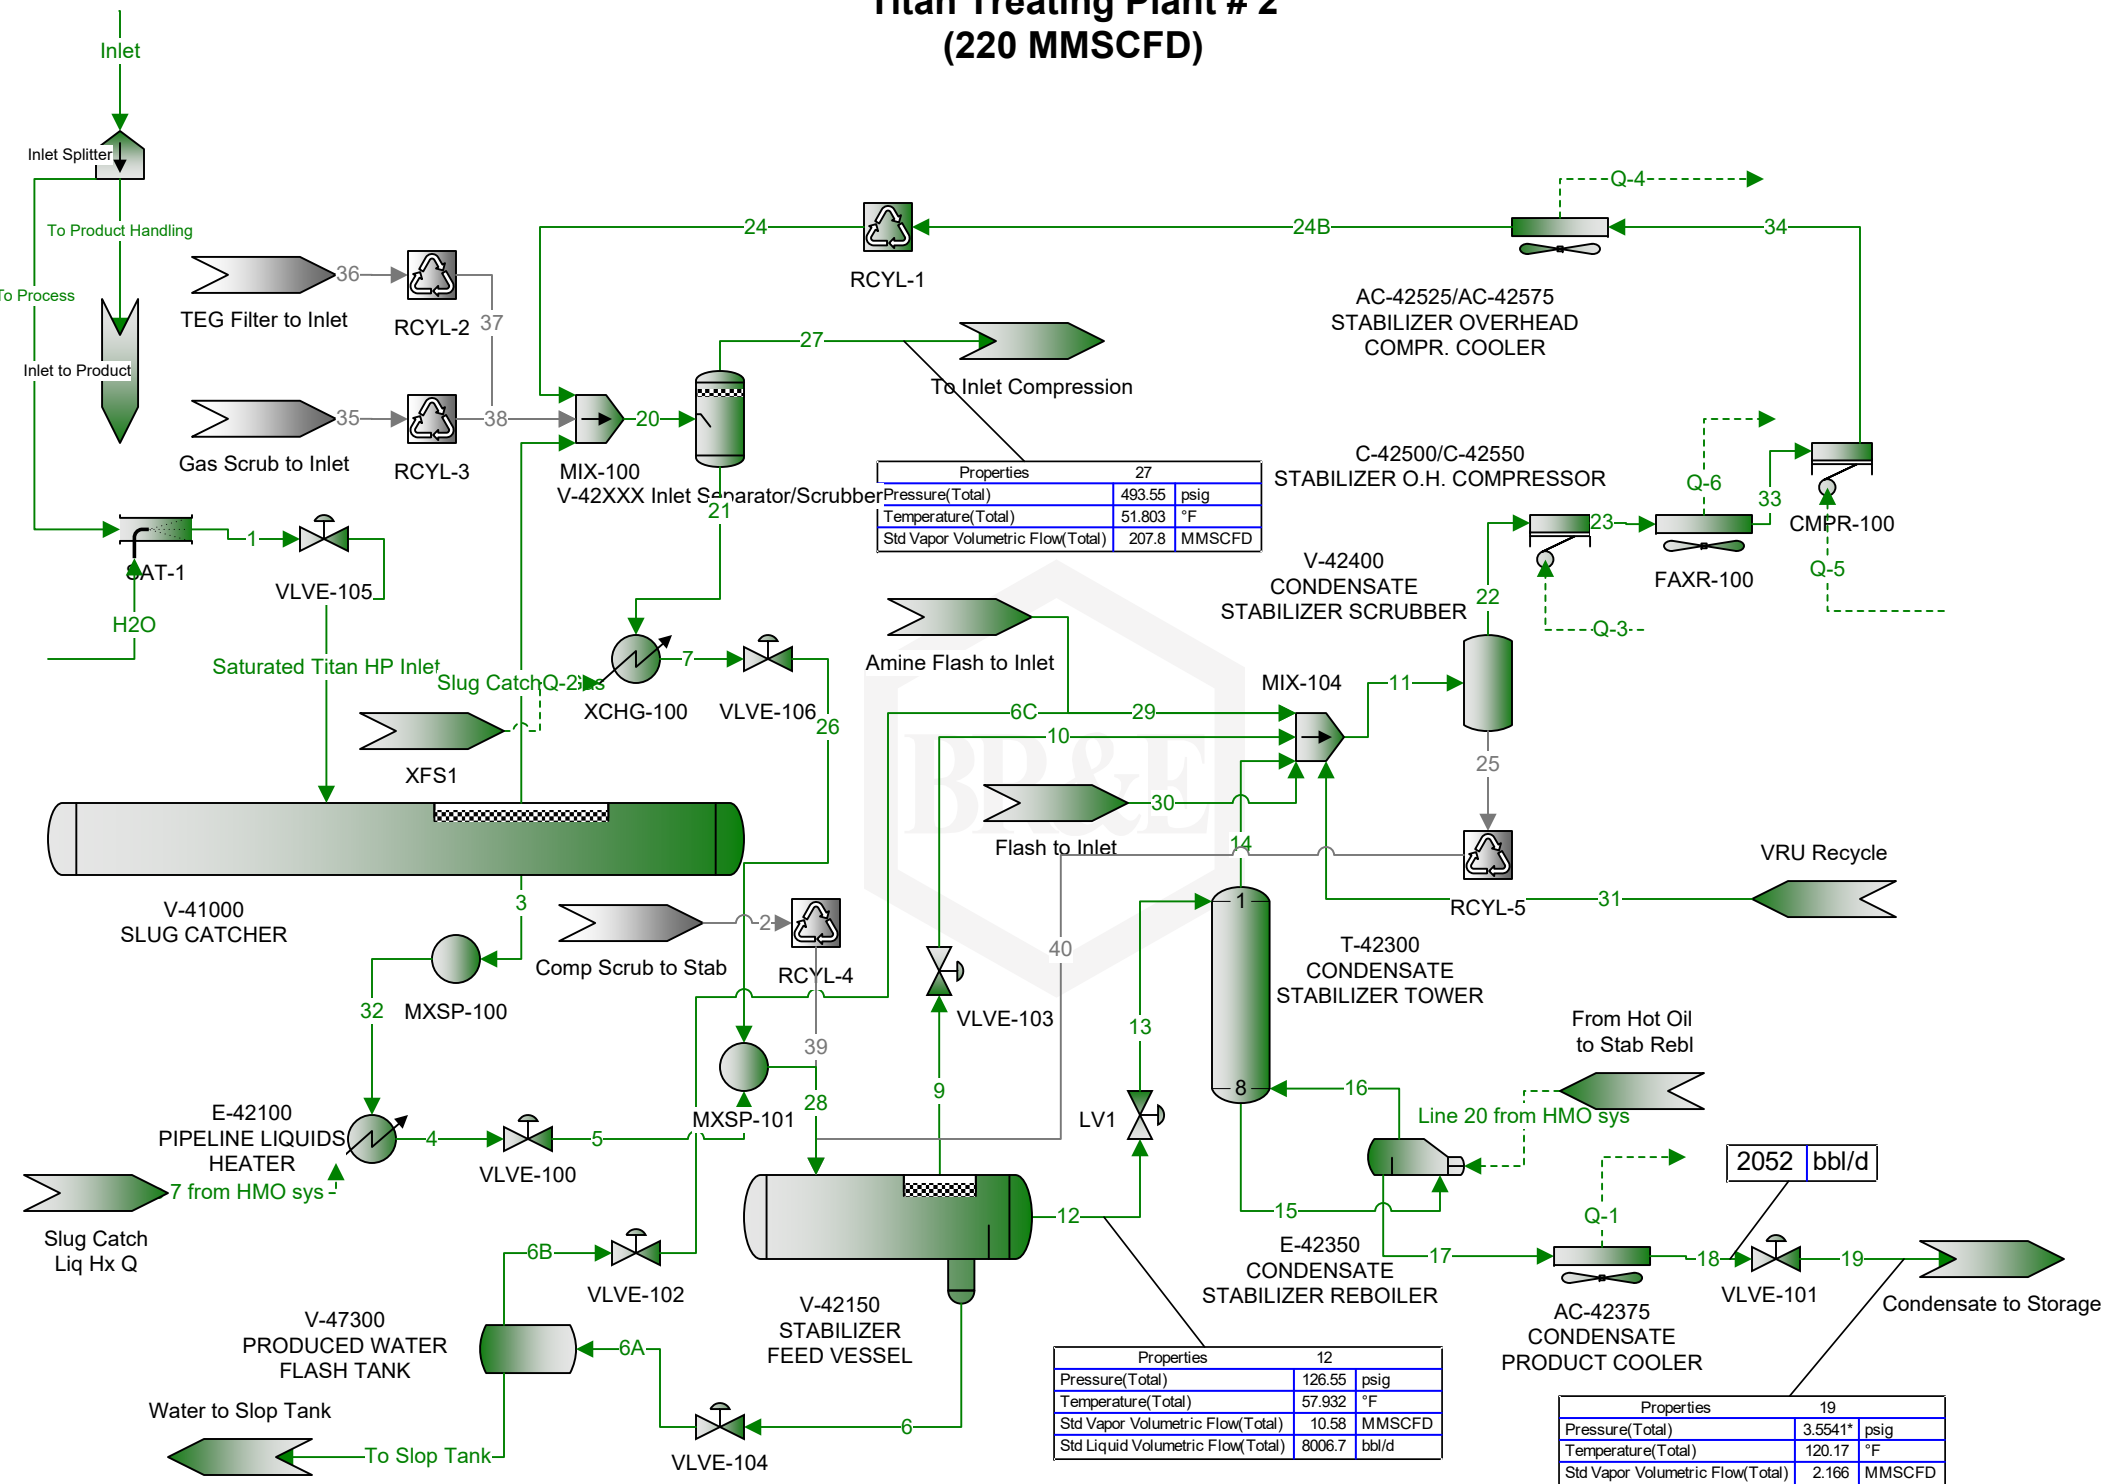 Titan Treating Plant # 2
(220 MMSCFD)
Inlet
Inlet Splitter
To Product Handling
To Process
Inlet to Product
36
TEG Filter to Inlet
RCYL-2
37
35
Gas Scrub to Inlet
RCYL-3
38
24
RCYL-1
24B
Q-4
34
AC-42525/AC-42575
STABILIZER OVERHEAD
COMPR. COOLER
27
To Inlet Compression
20
MIX-100
V-42XXX Inlet Separator/Scrubber
21
Properties 27
Pressure(Total) 493.55 psig
Temperature(Total) 51.803 °F
Std Vapor Volumetric Flow(Total) 207.8 MMSCFD
C-42500/C-42550
STABILIZER O.H. COMPRESSOR
Q-6
33
CMPR-100
23
FAXR-100
Q-5
Q-3
22
V-42400
CONDENSATE
STABILIZER SCRUBBER
1
SAT-1
VLVE-105
H2O
Saturated Titan HP Inlet
Slug Catch
Q-2
XCHG-100
7
VLVE-106
26
XFS1
Amine Flash to Inlet
MIX-104
11
6C
29
10
BR&E
30
Flash to Inlet
14
25
RCYL-5
VRU Recycle
31
V-41000
SLUG CATCHER
3
2
Comp Scrub to Stab
RCYL-4
40
1
T-42300
CONDENSATE
STABILIZER TOWER
8
MXSP-100
32
VLVE-103
13
39
9
From Hot Oil
to Stab Rebl
16
Line 20 from HMO sys
LV1
MXSP-101
28
E-42100
PIPELINE LIQUIDS
HEATER
4
VLVE-100
5
7 from HMO sys
Slug Catch
Liq Hx Q
12
15
E-42350
CONDENSATE
STABILIZER REBOILER
17
Q-1
2052 bbl/d
18
VLVE-101
19
Condensate to Storage
AC-42375
CONDENSATE
PRODUCT COOLER
6B
VLVE-102
V-47300
PRODUCED WATER
FLASH TANK
6A
V-42150
STABILIZER
FEED VESSEL
6
VLVE-104
Water to Slop Tank
To Slop Tank
Properties 12
Pressure(Total) 126.55 psig
Temperature(Total) 57.932 °F
Std Vapor Volumetric Flow(Total) 10.58 MMSCFD
Std Liquid Volumetric Flow(Total) 8006.7 bbl/d
Properties 19
Pressure(Total) 3.5541* psig
Temperature(Total) 120.17 °F
Std Vapor Volumetric Flow(Total) 2.166 MMSCFD